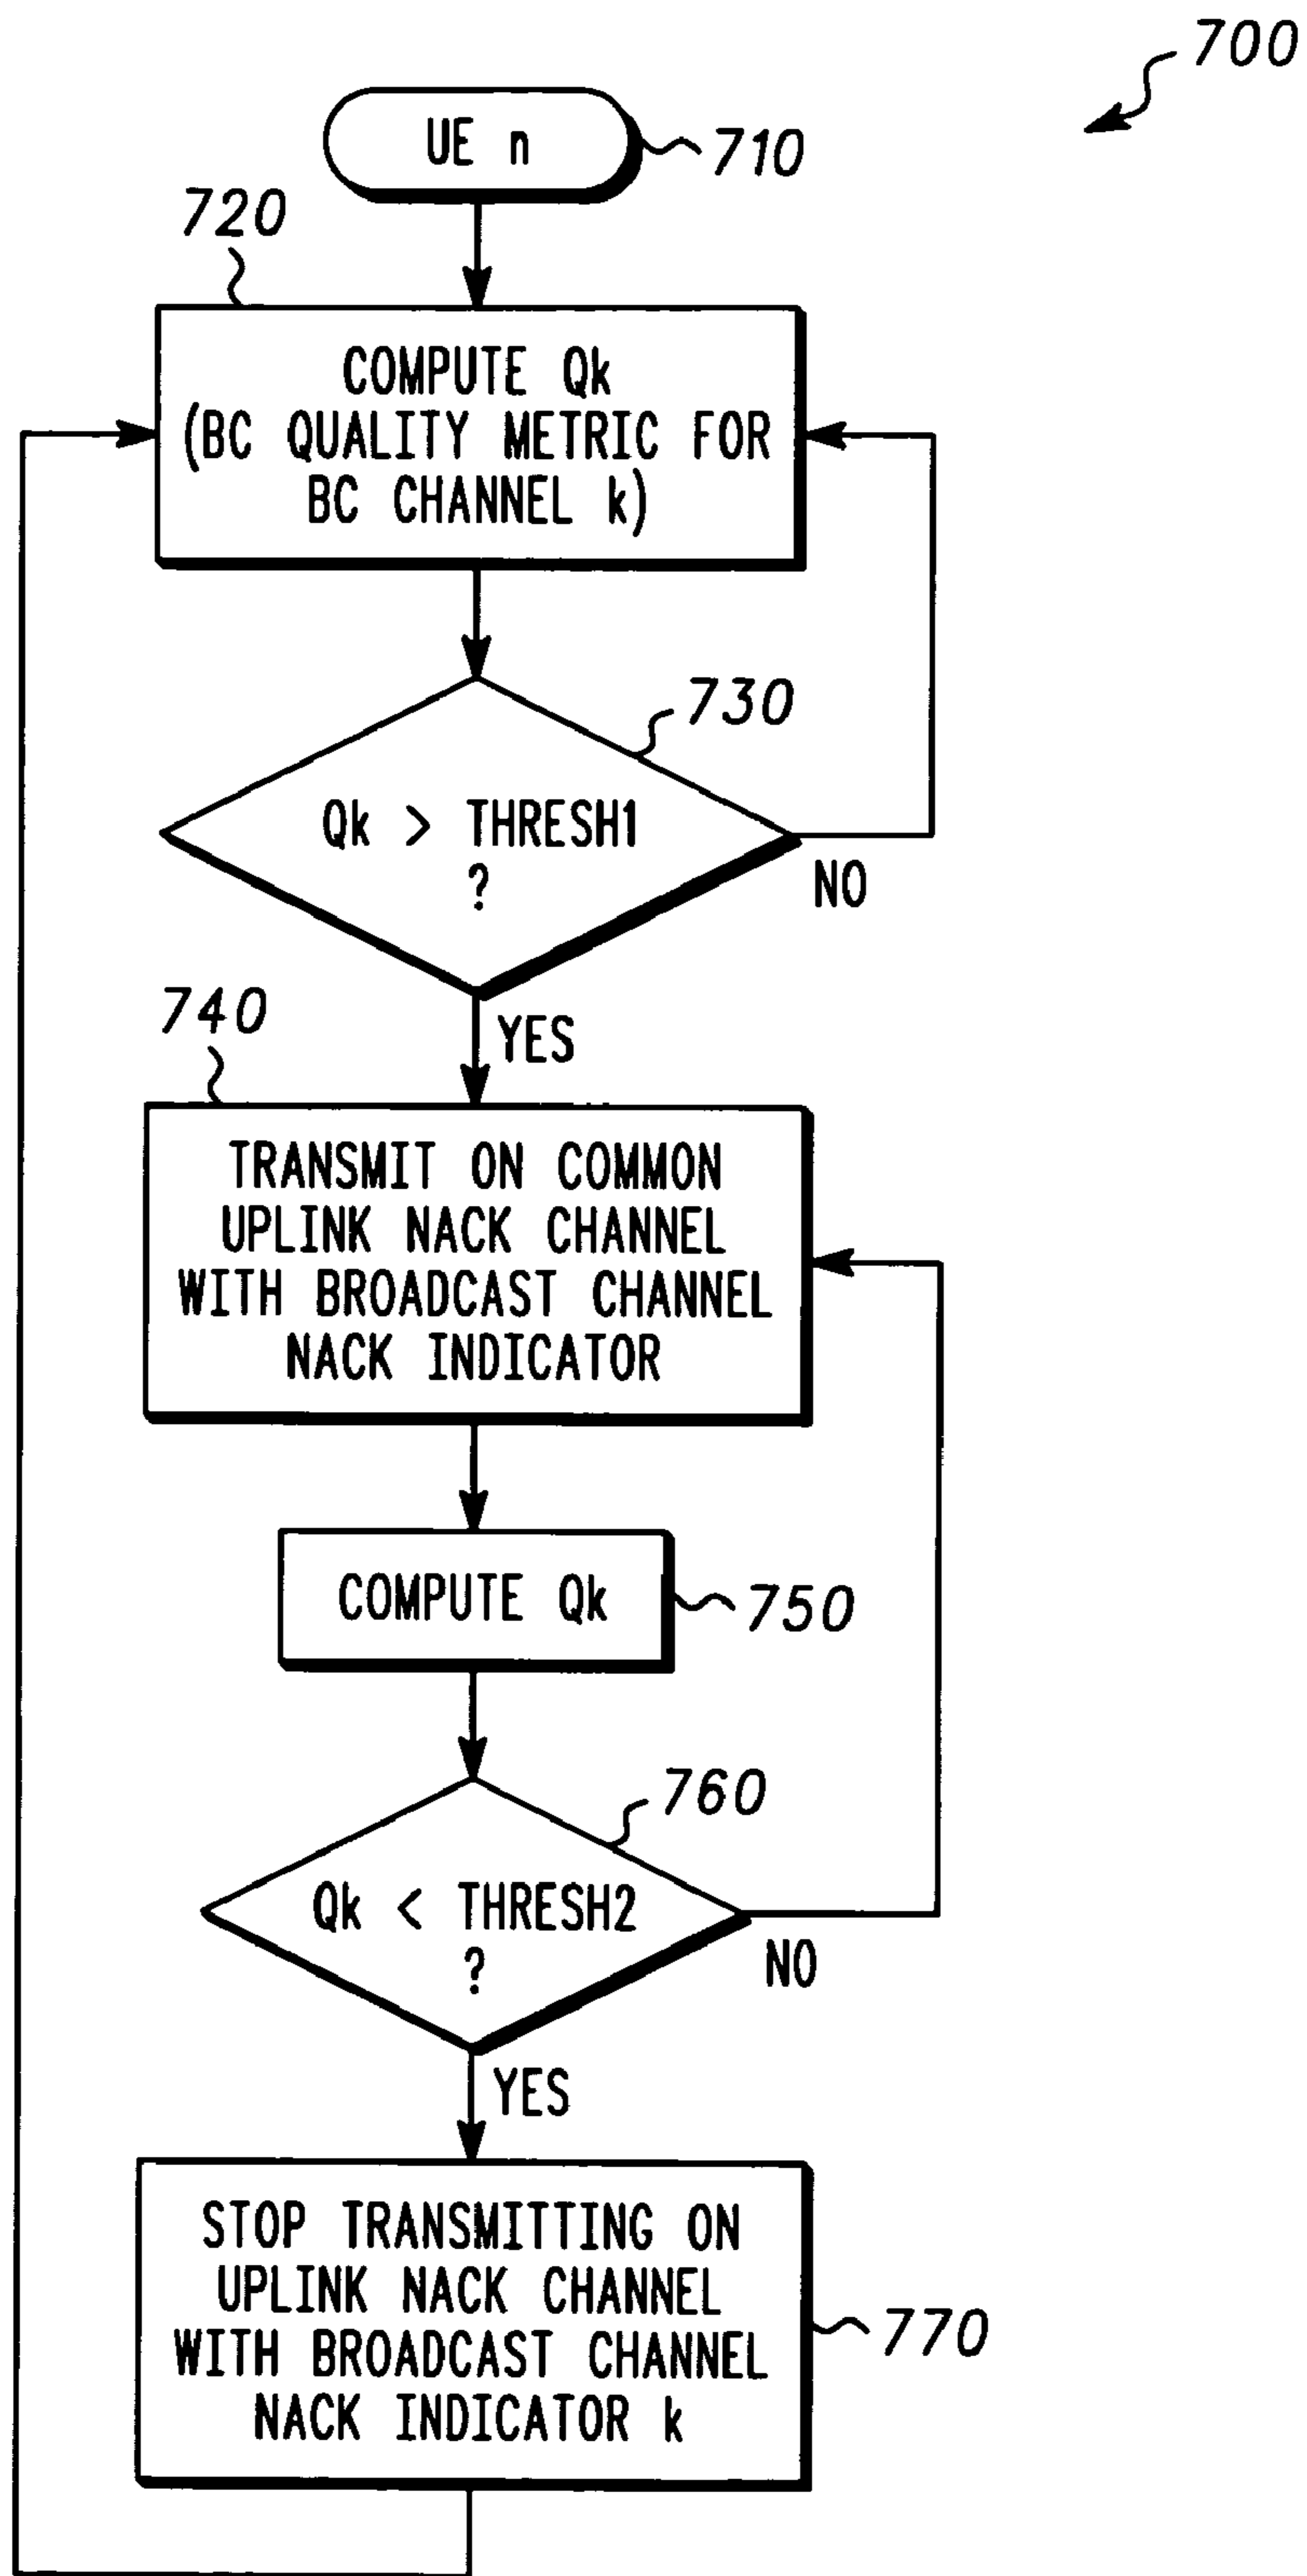 700
UE n
710
720
COMPUTE Qk
(BC QUALITY METRIC FOR
BC CHANNEL k)
730
Qk > THRESH1
?
NO
YES
740
TRANSMIT ON COMMON
UPLINK NACK CHANNEL
WITH BROADCAST CHANNEL
NACK INDICATOR
COMPUTE Qk
750
760
Qk < THRESH2
?
NO
YES
STOP TRANSMITTING ON
UPLINK NACK CHANNEL
WITH BROADCAST CHANNEL
NACK INDICATOR k
770